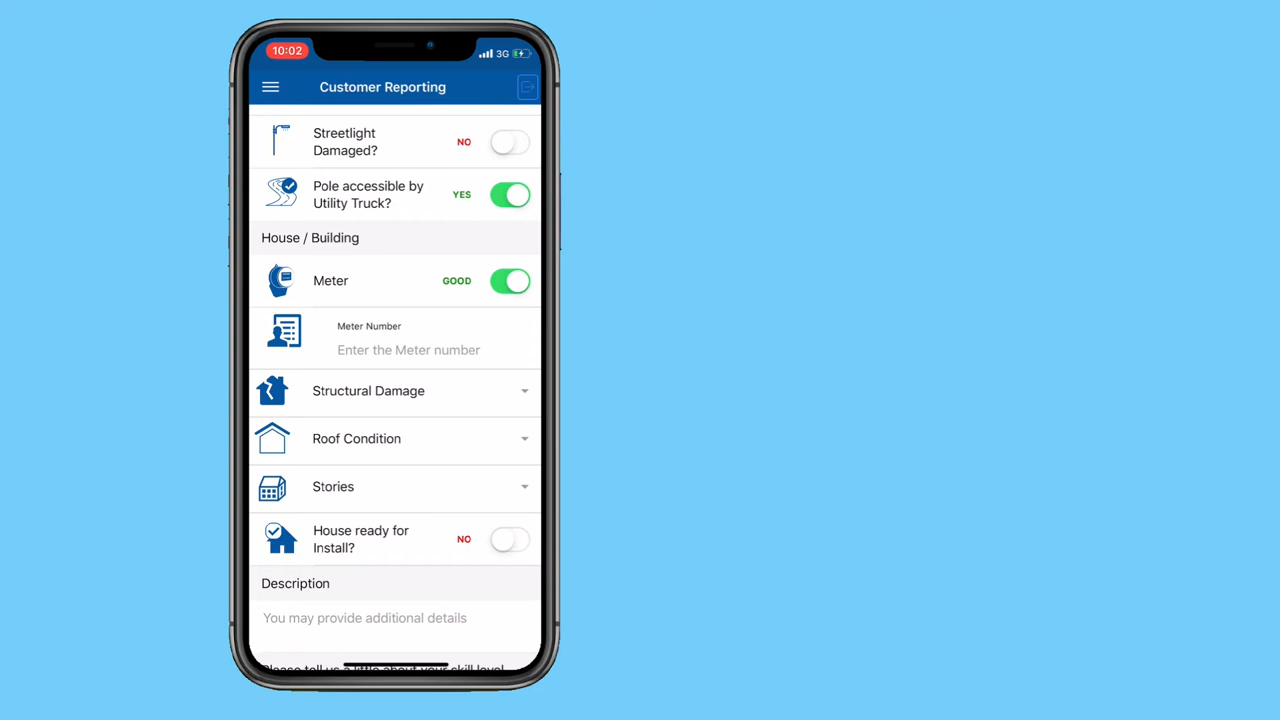 10:02
3G
Customer Reporting
Streetlight
Damaged?
NO
Pole accessible by
Utility Truck?
YES
House / Building
Meter
GOOD
Meter Number
Enter the Meter number
Structural Damage
Roof Condition
Stories
House ready for
Install?
NO
Description
You may provide additional details
Please tell us a little about your skill level